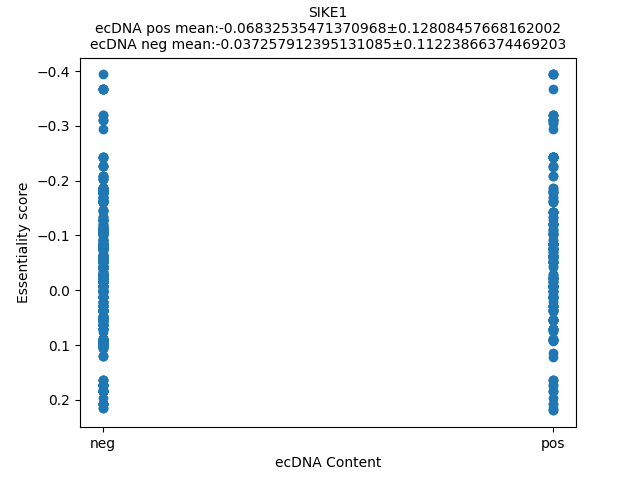 SIKE1
ecDNA pos mean:-0.06832535471370968±0.12808457668162002
ecDNA neg mean:-0.037257912395131085±0.11223866374469203
−0.4
−0.3
−0.2
−0.1
0.0
0.1
0.2
Essentiality score
neg
pos
ecDNA Content